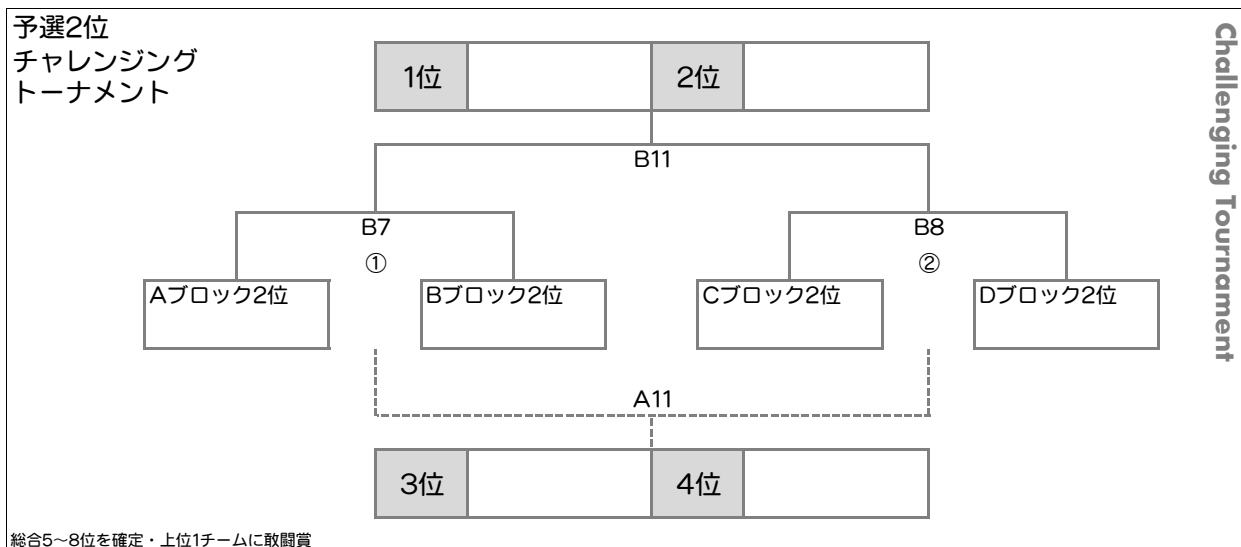 予選2位
チャレンジング
トーナメント
1位
2位
B11
B7
B8
①
②
Aブロック2位
Bブロック2位
Cブロック2位
Dブロック2位
A11
3位
4位
総合5～8位を確定・上位1チームに敢闘賞
Challenging Tournament